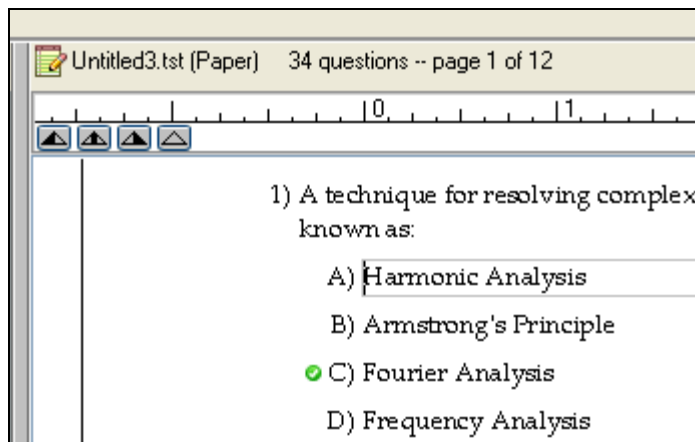 Untitled3.tst (Paper) 34 questions -- page 1 of 12
0 1
1) A technique for resolving complex
known as:
A) Harmonic Analysis
B) Armstrong's Principle
C) Fourier Analysis
D) Frequency Analysis